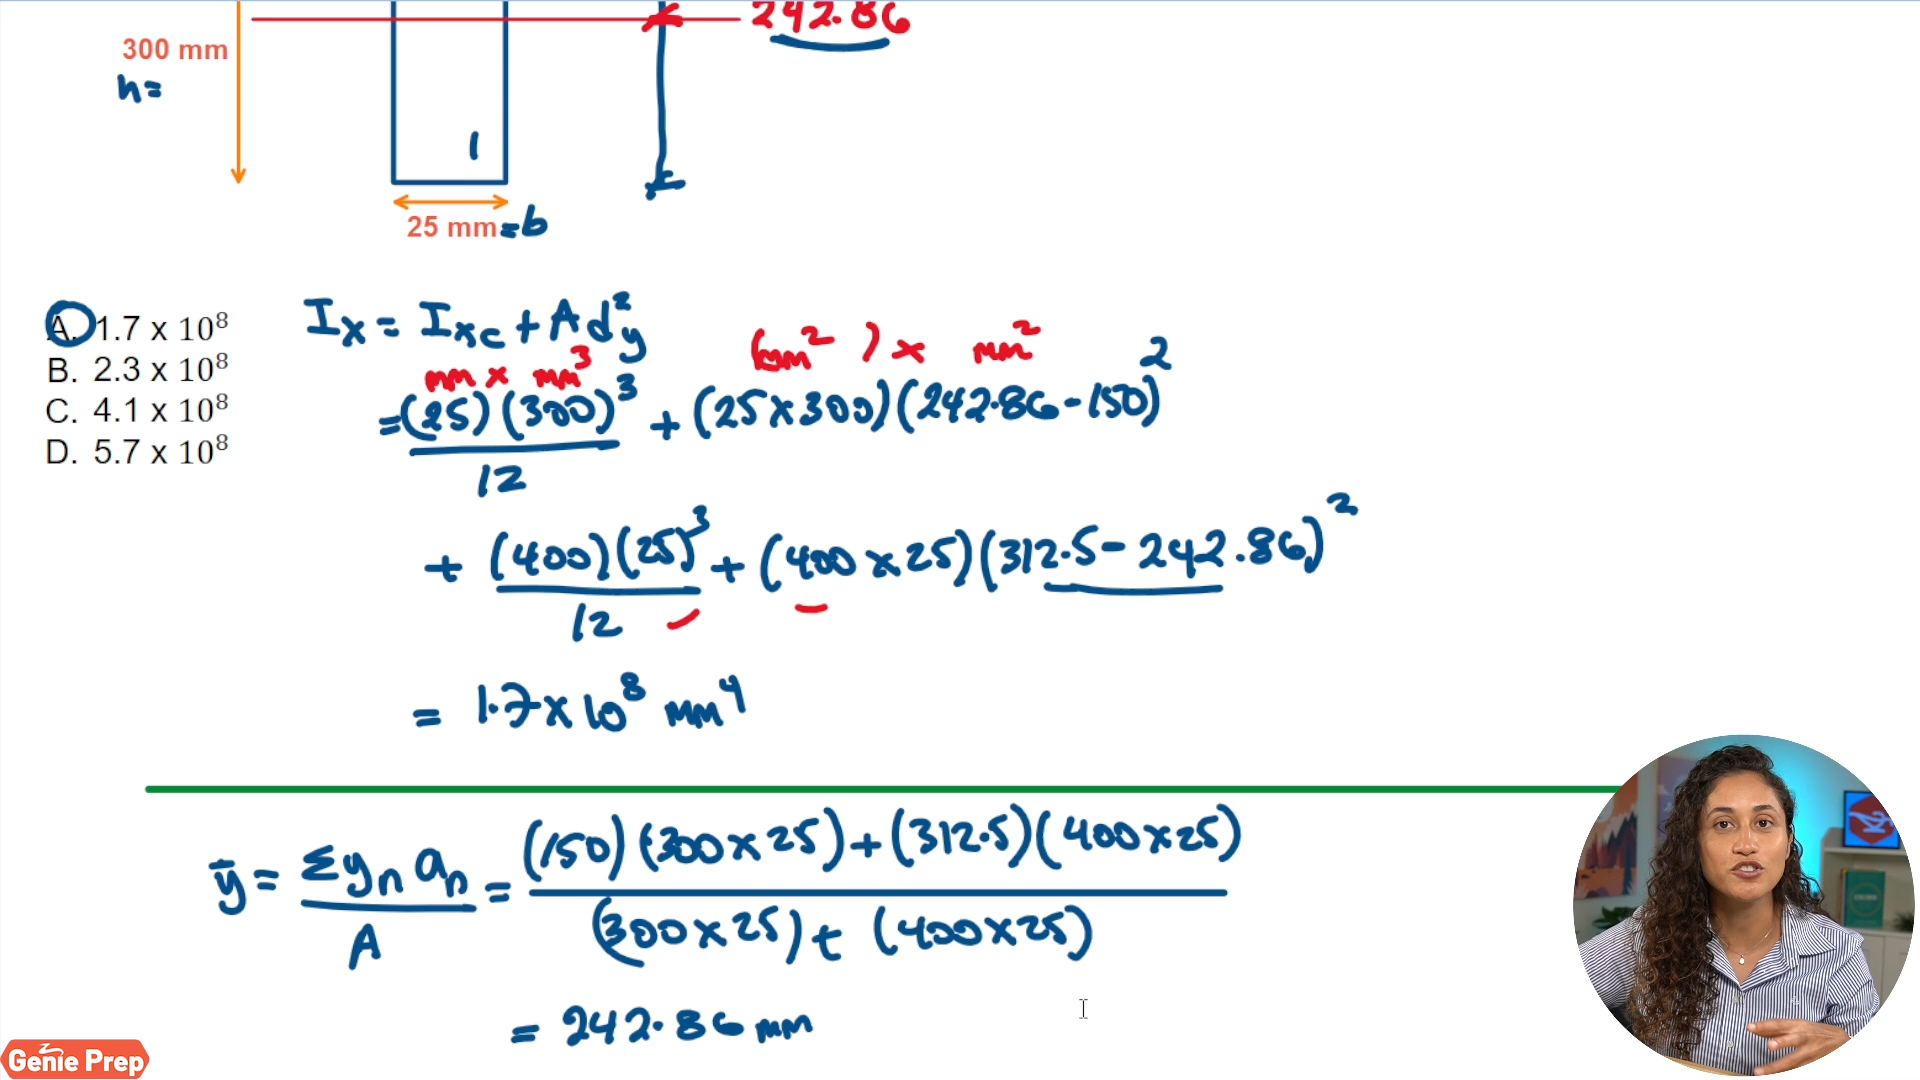 242.86
300 mm
h=
1
25 mm =b
A. 1.7 x 10⁸
B. 2.3 x 10⁸
C. 4.1 x 10⁸
D. 5.7 x 10⁸
Iₓ = Iₓc + A d²y
mm x mm³ (mm²) x mm²
= (25)(300)³/12 + (25x300)(242.86-150)²
+ (400)(25)³/12 + (400x25)(312.5-242.86)²
= 1.7x10⁸ mm⁴
ȳ = Σyₙaₙ/A = (150)(300x25)+(312.5)(400x25)/(300x25)+(400x25)
= 242.86 mm
Genie Prep